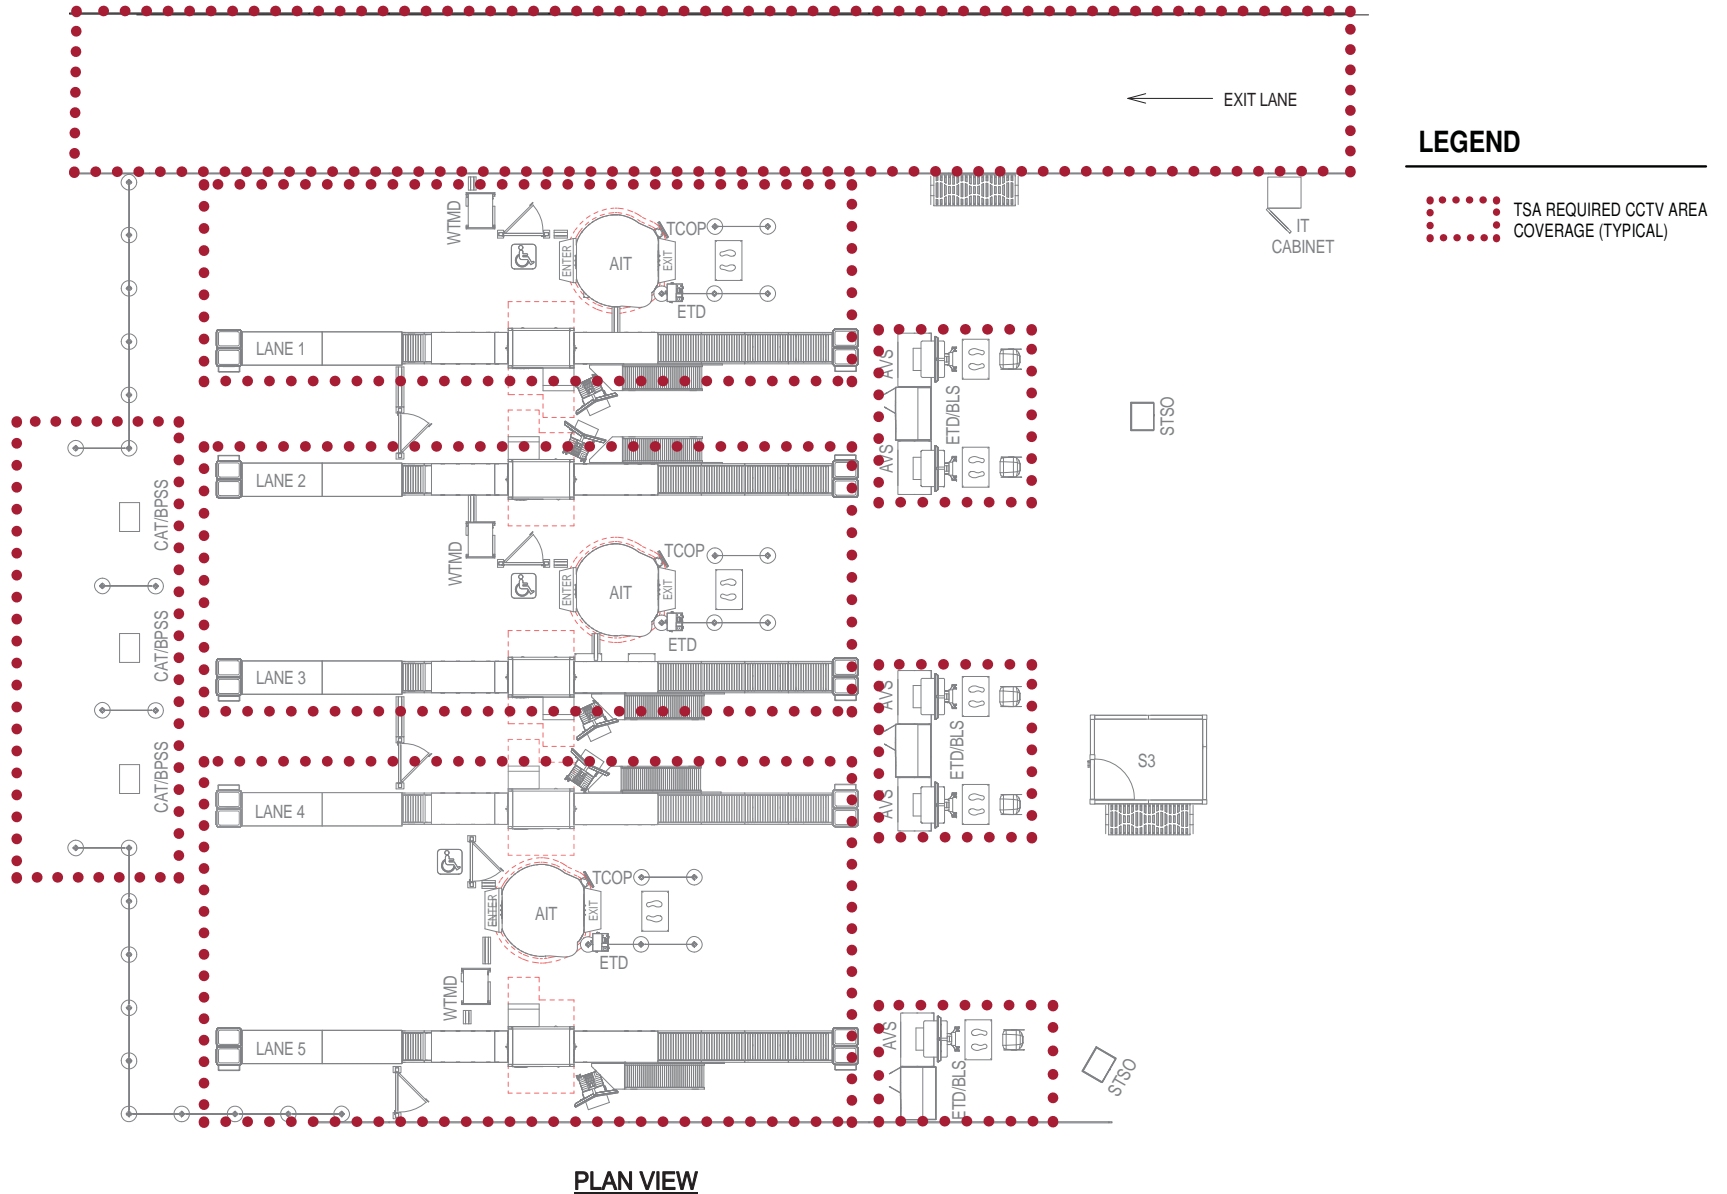 EXIT LANE
LEGEND
TSA REQUIRED CCTV AREA
COVERAGE (TYPICAL)
WTMD
TCOP
ENTER
AIT
EXIT
ETD
IT
CABINET
LANE 1
AVS
ETD/BLS
AVS
STSO
LANE 2
CAT/BPSS
WTMD
TCOP
ENTER
AIT
EXIT
ETD
CAT/BPSS
LANE 3
AVS
ETD/BLS
AVS
S3
CAT/BPSS
LANE 4
TCOP
ENTER
AIT
EXIT
ETD
WTMD
LANE 5
AVS
ETD/BLS
STSO
PLAN VIEW